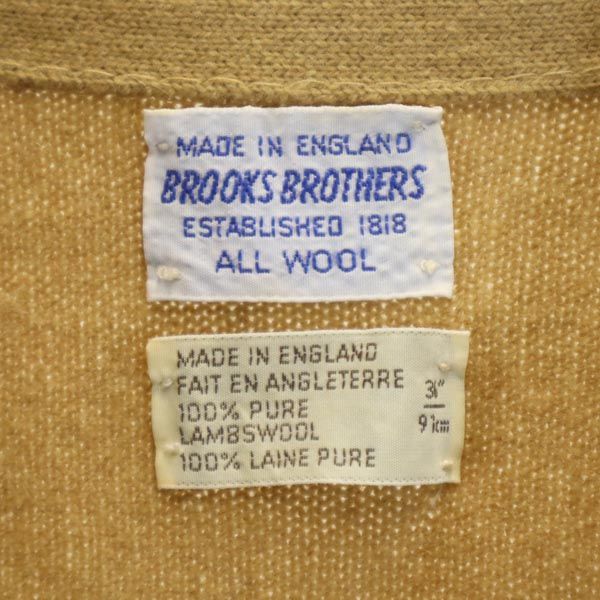 MADE IN ENGLAND
BROOKS BROTHERS
ESTABLISHED 1818
ALL WOOL
MADE IN ENGLAND
FAIT EN ANGLETERRE
100% PURE
LAMBSWOOL
100% LAINE PURE
91cm